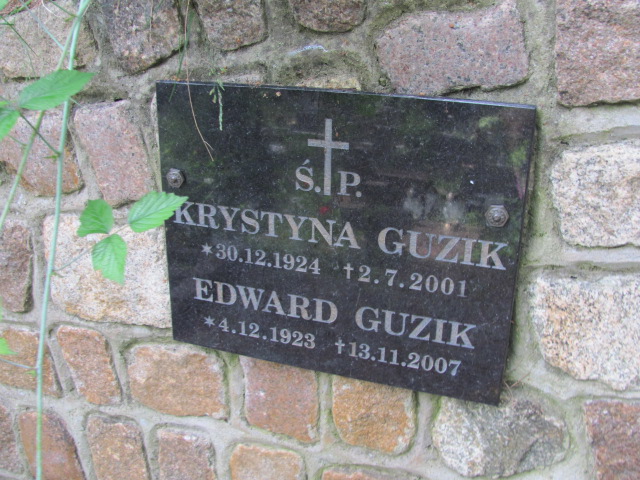 Ś.P.
KRYSTYNA GUZIK
*30.12.1924 †2.7.2001
EDWARD GUZIK
*4.12.1923 †13.11.2007